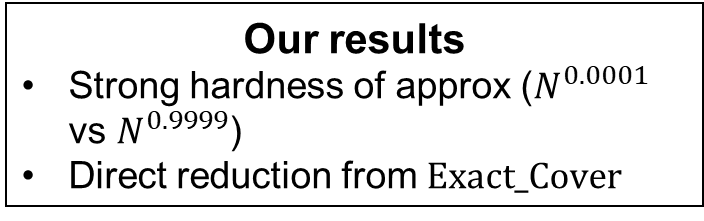 Our results
• Strong hardness of approx (N^0.0001
vs N^0.9999)
• Direct reduction from Exact_Cover